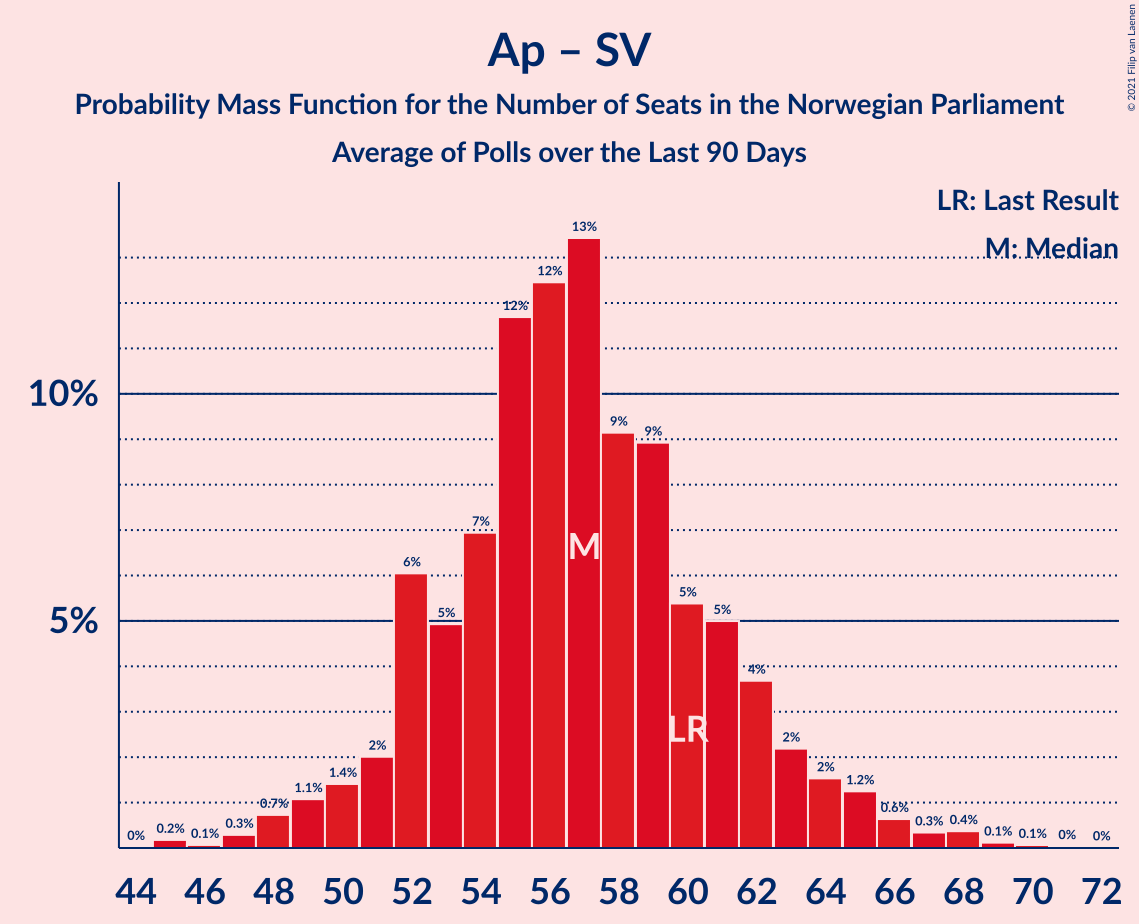 Ap – SV
Probability Mass Function for the Number of Seats in the Norwegian Parliament
Average of Polls over the Last 90 Days
© 2021 Filip van Laenen
LR: Last Result
M: Median
10%
5%
0% 0.2% 0.1% 0.3% 0.7% 1.1% 1.4% 2% 6% 5% 7% 12% 12% 13% 9% 9% 5% 5% 4% 2% 2% 1.2% 0.6% 0.3% 0.4% 0.1% 0.1% 0% 0%
M
LR
44 46 48 50 52 54 56 58 60 62 64 66 68 70 72